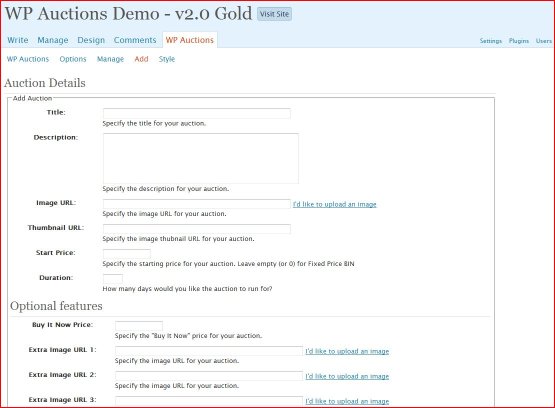 WP Auctions Demo - v2.0 Gold Visit Site
Write Manage Design Comments WP Auctions Settings Plugins Users
WP Auctions Options Manage Add Style
Auction Details
Add Auction
Title:
Specify the title for your auction.
Description:
Specify the description for your auction.
Image URL: I'd like to upload an image
Specify the image URL for your auction.
Thumbnail URL:
Specify the image thubnail URL for your auction.
Start Price:
Specify the starting price for your auction. Leave empty (or 0) for Fixed Price BIN
Duration:
How many days would you like the auction to run for?
Optional features
Buy It Now Price:
Specify the "Buy It Now" price for your auction.
Extra Image URL 1: I'd like to upload an image
Specify the image URL for your auction.
Extra Image URL 2: I'd like to upload an image
Specify the image URL for your auction.
Extra Image URL 3: I'd like to upload an image